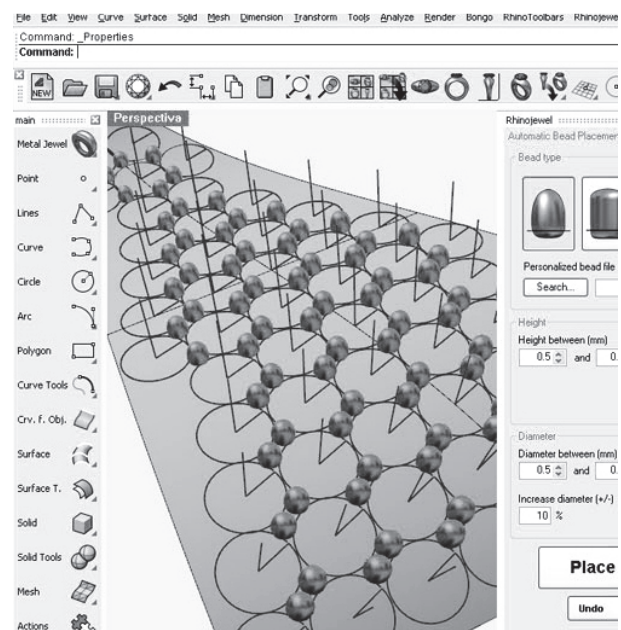 File Edit View Curve Surface Solid Mesh Dimension Transform Tools Analyze Render Bongo RhinoToolbars Rhinojewe
Command: _Properties
Command:
NEW
main
Perspectiva
Rhinojewel
Metal Jewel
Automatic Bead Placemen
Bead type
Point
Lines
Curve
Personalized bead file
Circle
Search...
Arc
Height
Height between (mm)
Polygon
0.5 and 0.
Curve Tools
Crv. f. Obj.
Diameter
Surface
Diameter between (mm)
0.5 and 0.
Surface T.
Increase diameter (+/-)
Solid
10 %
Solid Tools
Place
Mesh
Undo
Actions